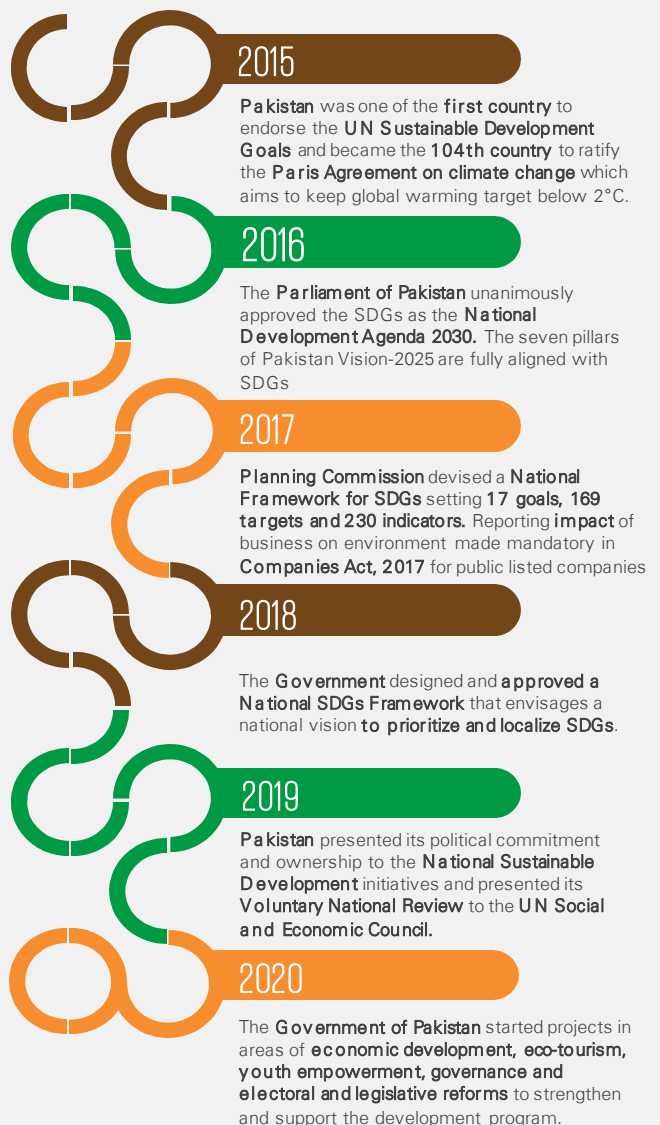 2015
Pakistan was one of the first country to
endorse the UN Sustainable Development
Goals and became the 104th country to ratify
the Paris Agreement on climate change which
aims to keep global warming target below 2°C.
2016
The Parliament of Pakistan unanimously
approved the SDGs as the National
Development Agenda 2030. The seven pillars
of Pakistan Vision-2025 are fully aligned with
SDGs
2017
Planning Commission devised a National
Framework for SDGs setting 17 goals, 169
targets and 230 indicators. Reporting impact of
business on environment made mandatory in
Companies Act, 2017 for public listed companies
2018
The Government designed and approved a
National SDGs Framework that envisages a
national vision to prioritize and localize SDGs.
2019
Pakistan presented its political commitment
and ownership to the National Sustainable
Development initiatives and presented its
Voluntary National Review to the UN Social
and Economic Council.
2020
The Government of Pakistan started projects in
areas of economic development, eco-tourism,
youth empowerment, governance and
electoral and legislative reforms to strengthen
and support the development program.